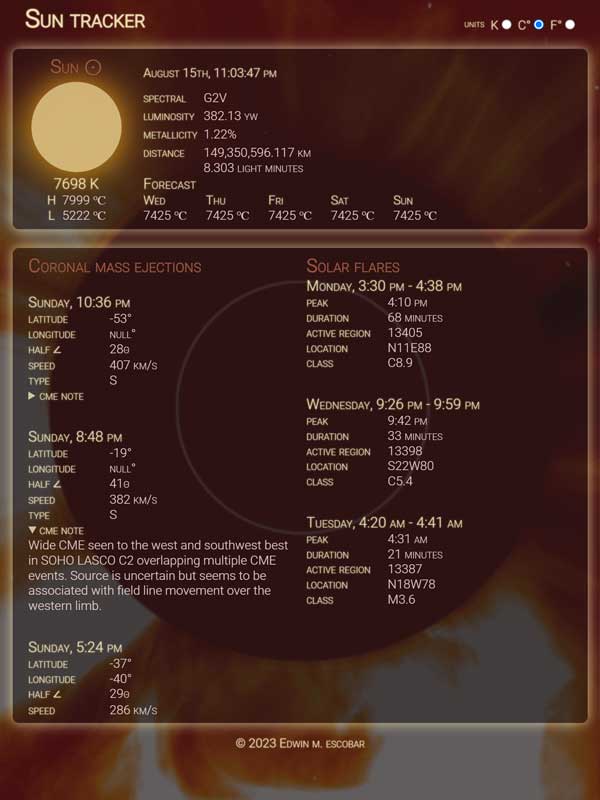 Sun tracker
units K C° F°
Sun ☉
7698 K
H 7999 °C
L 5222 °C
August 15th, 11:03:47 pm
spectral G2V
luminosity 382.13 yw
metallicity 1.22%
distance 149,350,596.117 km
8.303 light minutes
Forecast
Wed Thu Fri Sat Sun
7425 °C 7425 °C 7425 °C 7425 °C 7425 °C
Coronal mass ejections
Sunday, 10:36 pm
latitude -53°
longitude null°
half ∠ 28θ
speed 407 km/s
type S
▶ cme note
Sunday, 8:48 pm
latitude -19°
longitude null°
half ∠ 41θ
speed 382 km/s
type S
▼ cme note
Wide CME seen to the west and southwest best
in SOHO LASCO C2 overlapping multiple CME
events. Source is uncertain but seems to be
associated with field line movement over the
western limb.
Sunday, 5:24 pm
latitude -37°
longitude -40°
half ∠ 29θ
speed 286 km/s
Solar flares
Monday, 3:30 pm - 4:38 pm
peak 4:10 pm
duration 68 minutes
active region 13405
location N11E88
class C8.9
Wednesday, 9:26 pm - 9:59 pm
peak 9:42 pm
duration 33 minutes
active region 13398
location S22W80
class C5.4
Tuesday, 4:20 am - 4:41 am
peak 4:31 am
duration 21 minutes
active region 13387
location N18W78
class M3.6
© 2023 Edwin m. escobar